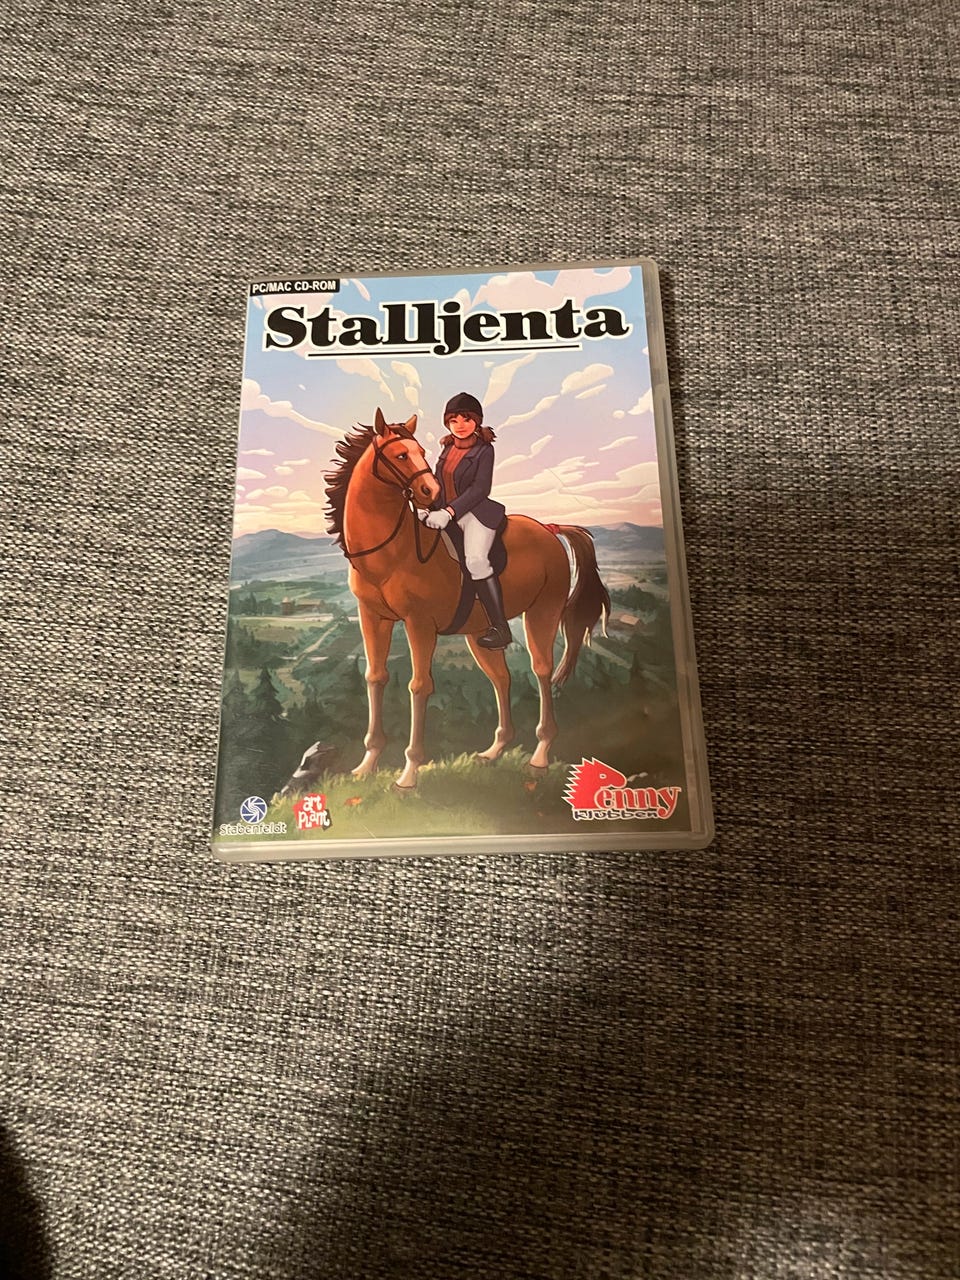 PC/MAC CD-ROM
Stalljenta
Stabenfeldt
art
Plant
Penny
klubben